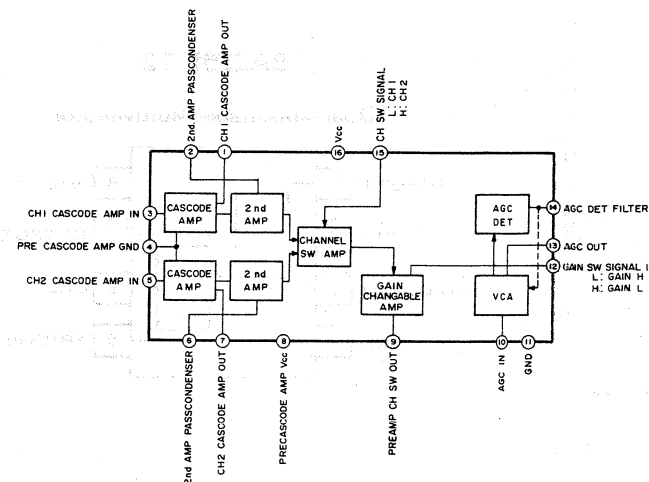 2nd. AMP PASSCONDENSER
CH1 CASCODE AMP OUT
Vcc
CH SW SIGNAL
L: CH 1
H: CH2
2
1
16
15
CH1 CASCODE AMP IN 3
CASCODE
AMP
2nd
AMP
AGC
DET
14 AGC DET FILTER
PRE CASCODE AMP GND 4
CHANNEL
SW AMP
13 AGC OUT
12 GAIN SW SIGNAL I
L: GAIN H
H: GAIN L
CH2 CASCODE AMP IN 5
CASCODE
AMP
2nd
AMP
GAIN
CHANGABLE
AMP
VCA
6
7
8
9
10
11
2nd AMP PASSCONDENSER
CH2 CASCODE AMP OUT
PRECASCODE AMP Vcc
PREAMP CH SW OUT
AGC IN
GND